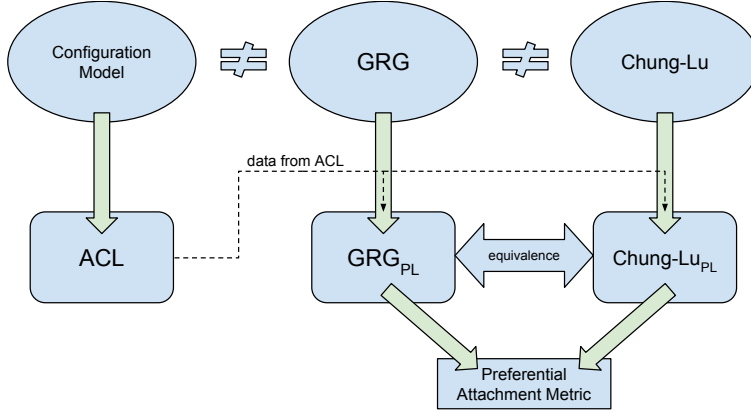 Configuration
Model
≠
GRG
≠
Chung-Lu
data from ACL
ACL
GRG_PL
equivalence
Chung-Lu_PL
Preferential
Attachment Metric